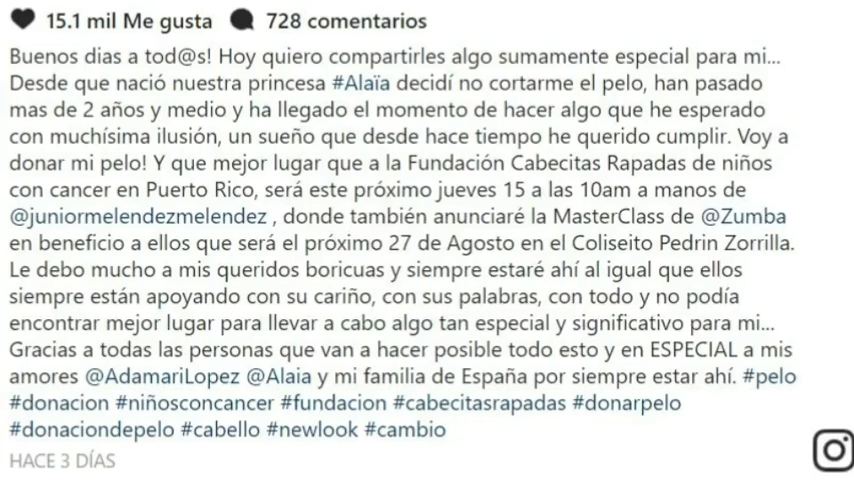 15.1 mil Me gusta 728 comentarios
Buenos dias a tod@s! Hoy quiero compartirles algo sumamente especial para mi...
Desde que nació nuestra princesa #Alaïa decidí no cortarme el pelo, han pasado
mas de 2 años y medio y ha llegado el momento de hacer algo que he esperado
con muchísima ilusión, un sueño que desde hace tiempo he querido cumplir. Voy a
donar mi pelo! Y que mejor lugar que a la Fundación Cabecitas Rapadas de niños
con cancer en Puerto Rico, será este próximo jueves 15 a las 10am a manos de
@juniormelendezmelendez , donde también anunciaré la MasterClass de @Zumba
en beneficio a ellos que será el próximo 27 de Agosto en el Coliseito Pedrin Zorrilla.
Le debo mucho a mis queridos boricuas y siempre estaré ahí al igual que ellos
siempre están apoyando con su cariño, con sus palabras, con todo y no podía
encontrar mejor lugar para llevar a cabo algo tan especial y significativo para mi...
Gracias a todas las personas que van a hacer posible todo esto y en ESPECIAL a mis
amores @AdamariLopez @Alaia y mi familia de España por siempre estar ahí. #pelo
#donacion #niñosconcancer #fundacion #cabecitasrapadas #donarpelo
#donaciondepelo #cabello #newlook #cambio
HACE 3 DÍAS